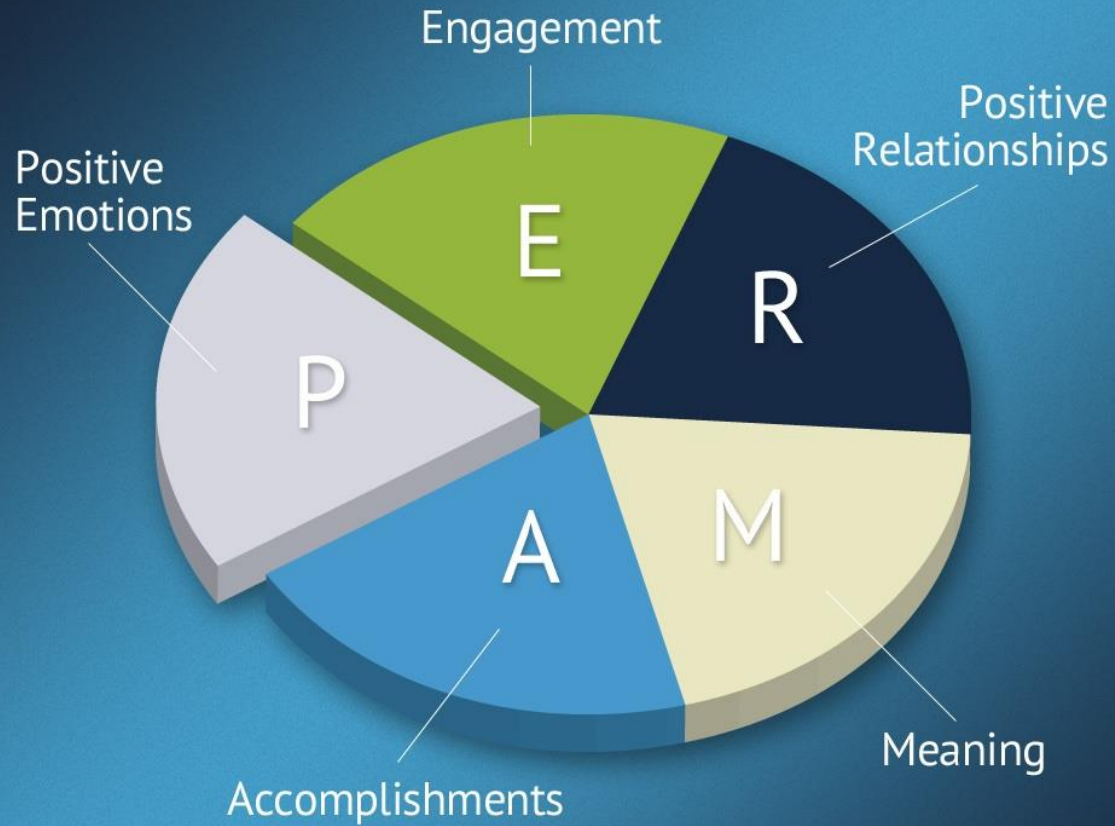 Engagement
Positive
Relationships
Positive
Emotions
E
R
P
M
A
Meaning
Accomplishments